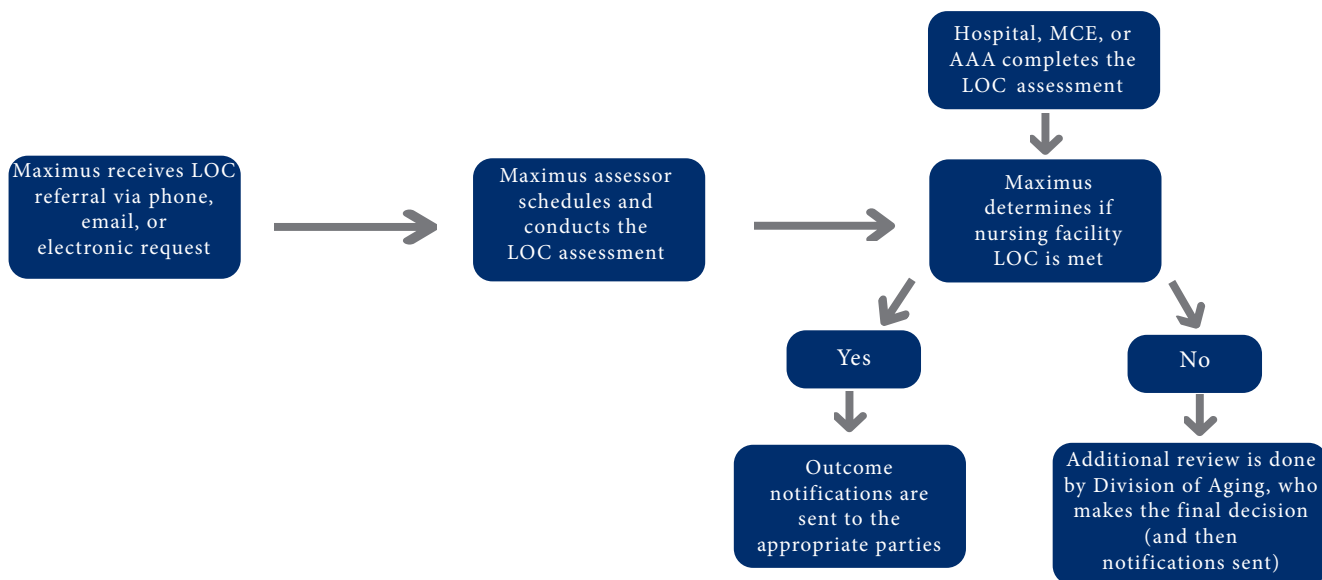 Hospital, MCE, or
AAA completes the
LOC assessment
Maximus receives LOC
referral via phone,
email, or
electronic request
Maximus assessor
schedules and
conducts the
LOC assessment
Maximus
determines if
nursing facility
LOC is met
Yes
No
Outcome
notifications are
sent to the
appropriate parties
Additional review is done
by Division of Aging, who
makes the final decision
(and then
notifications sent)